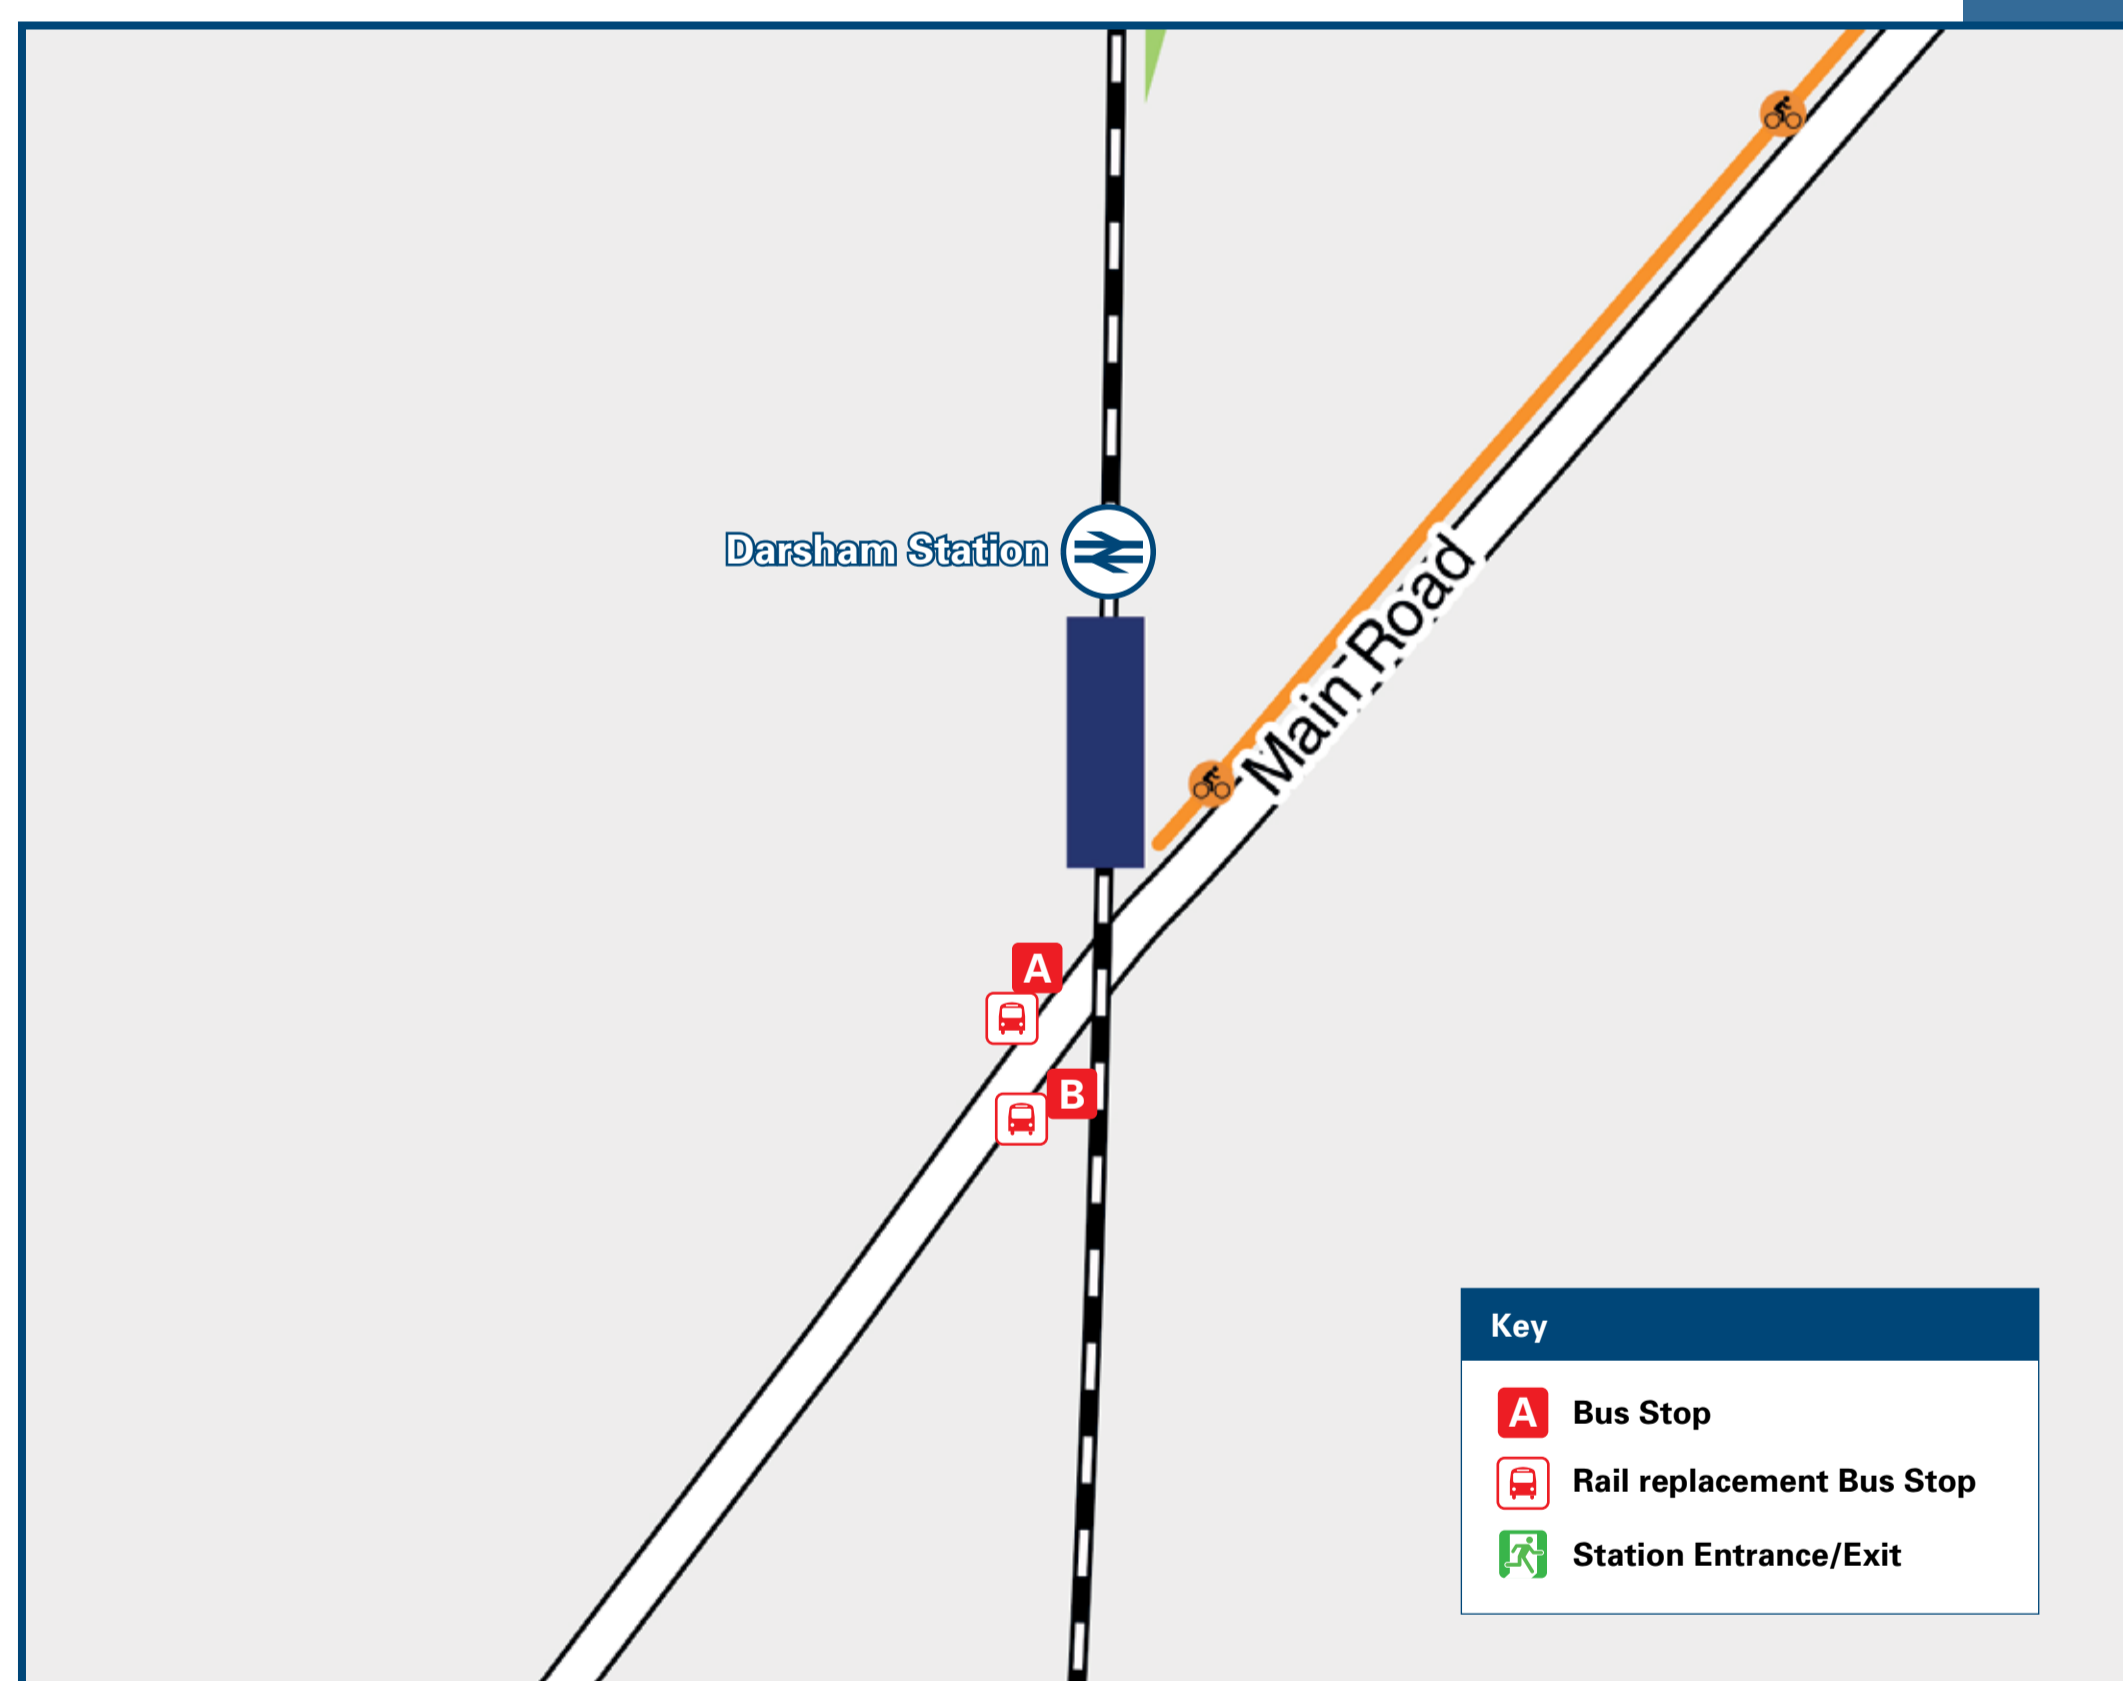 Darsham Station
Main Road
A
B
Key
A Bus Stop
Rail replacement Bus Stop
Station Entrance/Exit